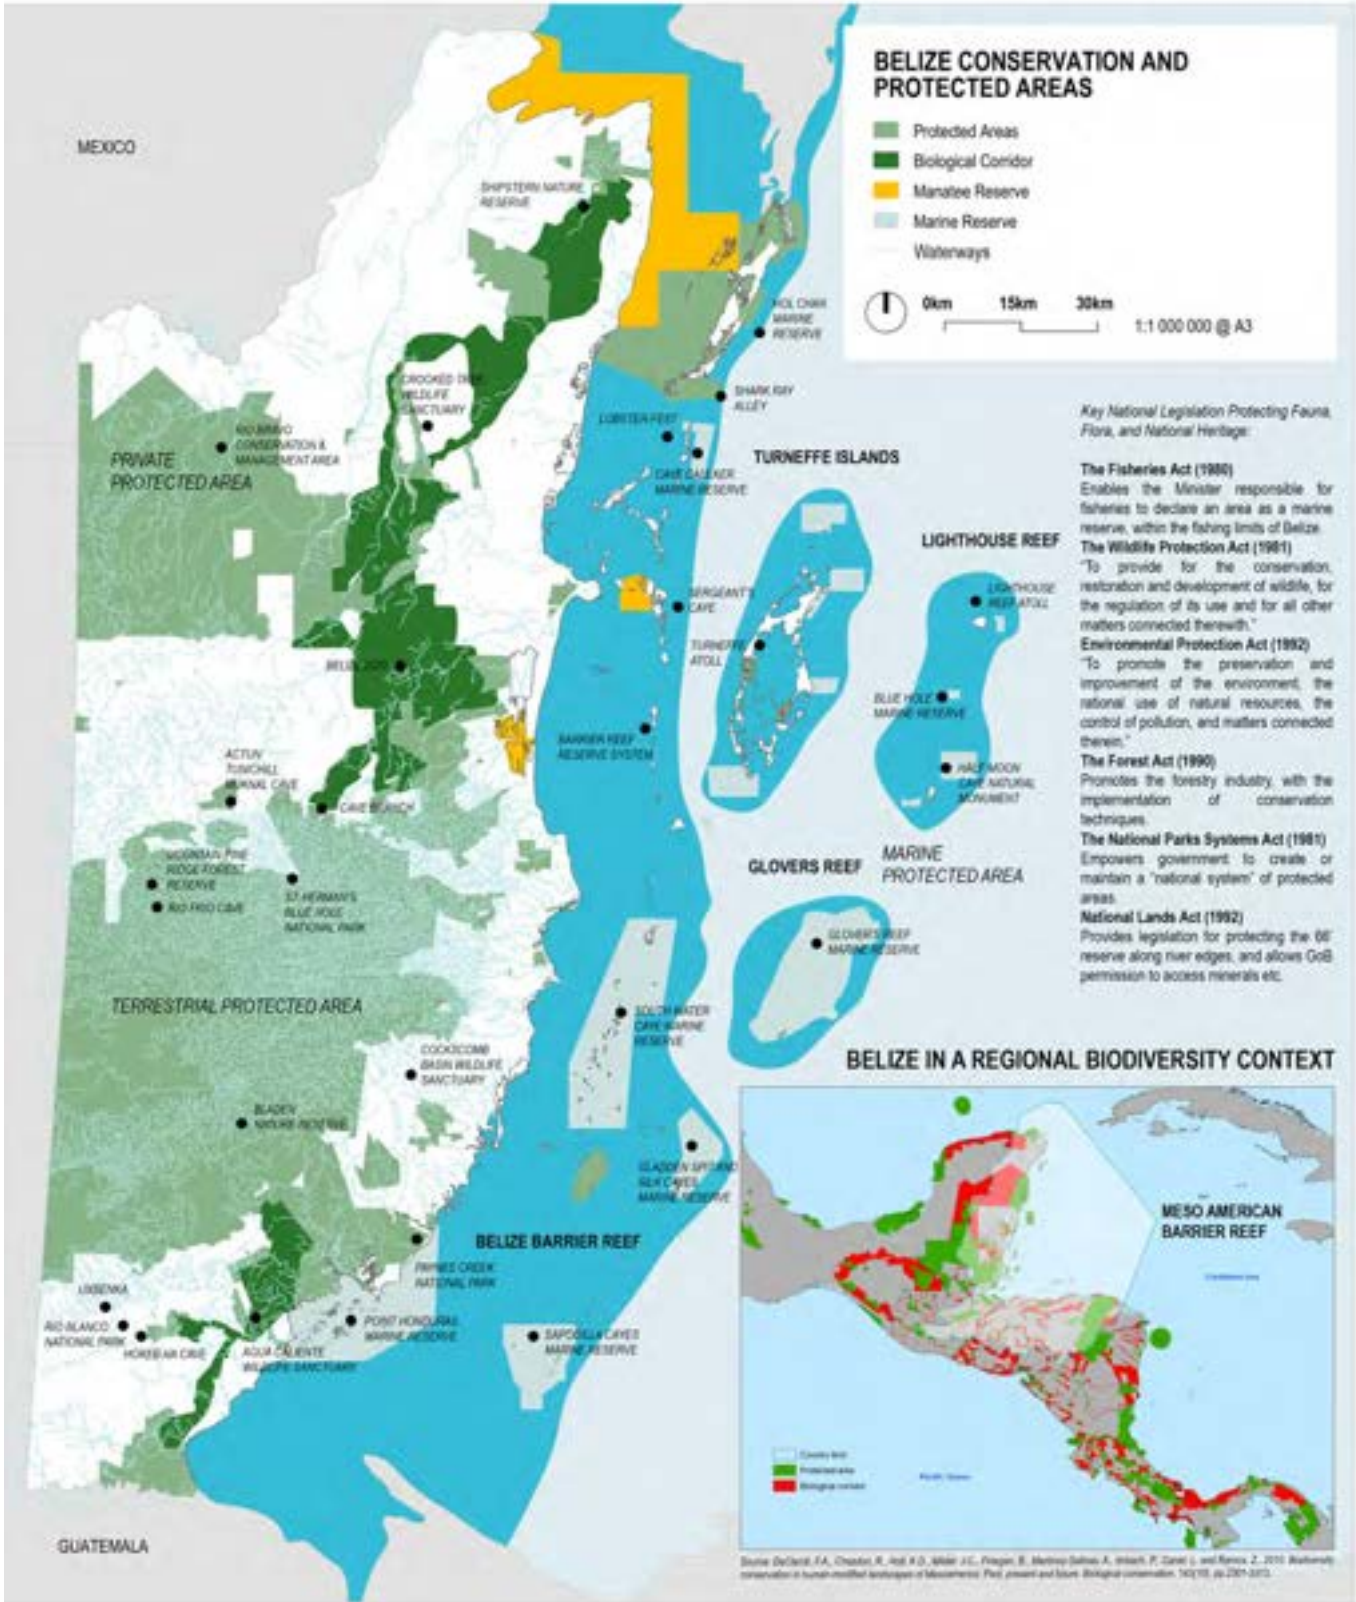 BELIZE CONSERVATION AND
PROTECTED AREAS
Protected Areas
Biological Corridor
Manatee Reserve
Marine Reserve
Waterways
0km 15km 30km
1:1 000 000 @ A3
MEXICO
SHIPSTERN NATURE
RESERVE
HOL CHAN
MARINE
RESERVE
CROOKED TREE
WILDLIFE
SANCTUARY
SHARK RAY
ALLEY
LOBSTER FEST
RIO BRAVO
CONSERVATION &
MANAGEMENT AREA
PRIVATE
PROTECTED AREA
CAYE CAULKER
MARINE RESERVE
TURNEFFE ISLANDS
LIGHTHOUSE REEF
LIGHTHOUSE
REEF ATOLL
SERGEANT'S
CAYE
TURNEFFE
ATOLL
BELIZE ZOO
BLUE HOLE
MARINE RESERVE
BARRIER REEF
RESERVE SYSTEM
ACTUN
TUNICHILL
MUKNAL CAVE
CAVE BRANCH
HALF MOON
CAYE NATURAL
MONUMENT
MOUNTAIN PINE
RIDGE FOREST
RESERVE
RIO FRIO CAVE
ST HERMAN'S
BLUE HOLE
NATIONAL PARK
GLOVERS REEF
MARINE
PROTECTED AREA
GLOVER'S REEF
MARINE RESERVE
TERRESTRIAL PROTECTED AREA
SOUTH WATER
CAYE MARINE
RESERVE
COCKSCOMB
BASIN WILDLIFE
SANCTUARY
BLADEN
NATURE RESERVE
GLADDEN SPIT AND
SILK CAYES
MARINE RESERVE
BELIZE BARRIER REEF
PAYNES CREEK
NATIONAL PARK
UXBENKA
RIO BLANCO
NATIONAL PARK
HOKEB HA CAVE
AGUA CALIENTE
WILDLIFE SANCTUARY
POINT HONDURAS
MARINE RESERVE
SAPODILLA CAYES
MARINE RESERVE
GUATEMALA
Key National Legislation Protecting Fauna,
Flora, and National Heritage:
The Fisheries Act (1980)
Enables the Minister responsible for
fisheries to declare an area as a marine
reserve, within the fishing limits of Belize.
The Wildlife Protection Act (1981)
"To provide for the conservation,
restoration and development of wildlife, for
the regulation of its use and for all other
matters connected therewith."
Environmental Protection Act (1992)
"To promote the preservation and
improvement of the environment, the
rational use of natural resources, the
control of pollution, and matters connected
therein."
The Forest Act (1990)
Promotes the forestry industry, with the
implementation of conservation
techniques.
The National Parks Systems Act (1981)
Empowers government to create or
maintain a "national system" of protected
areas.
National Lands Act (1992)
Provides legislation for protecting the 66'
reserve along river edges, and allows GoB
permission to access minerals etc.
BELIZE IN A REGIONAL BIODIVERSITY CONTEXT
MESO AMERICAN
BARRIER REEF
Caribbean sea
Pacific Ocean
Country limit
Protected area
Biological corridor